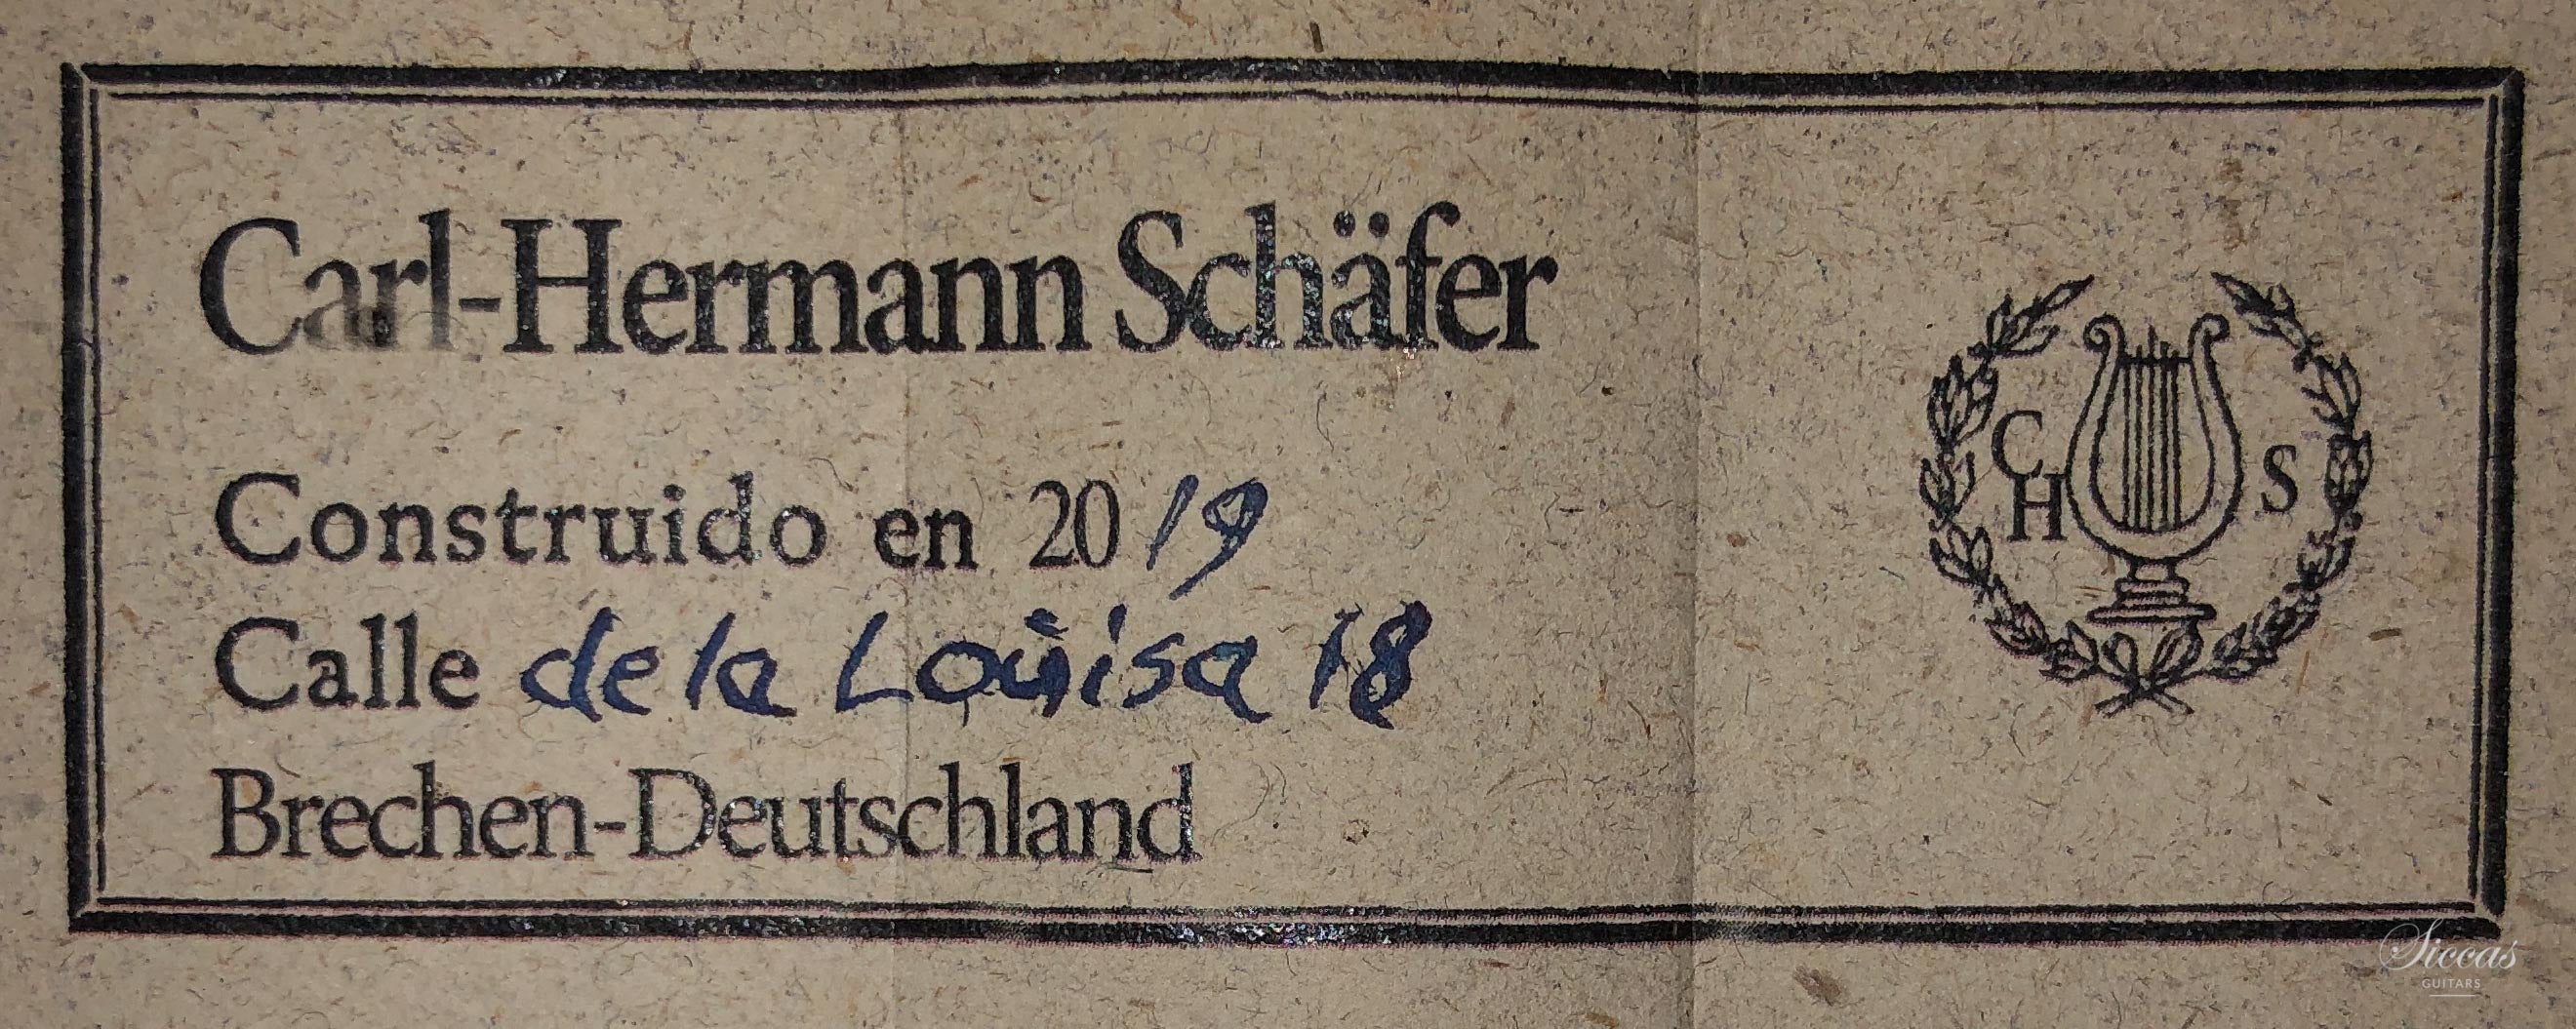 Carl-Hermann Schäfer
Construido en 2019
Calle de la Louisa 18
Brechen-Deutschland
C
H
S
Siccas
GUITARS